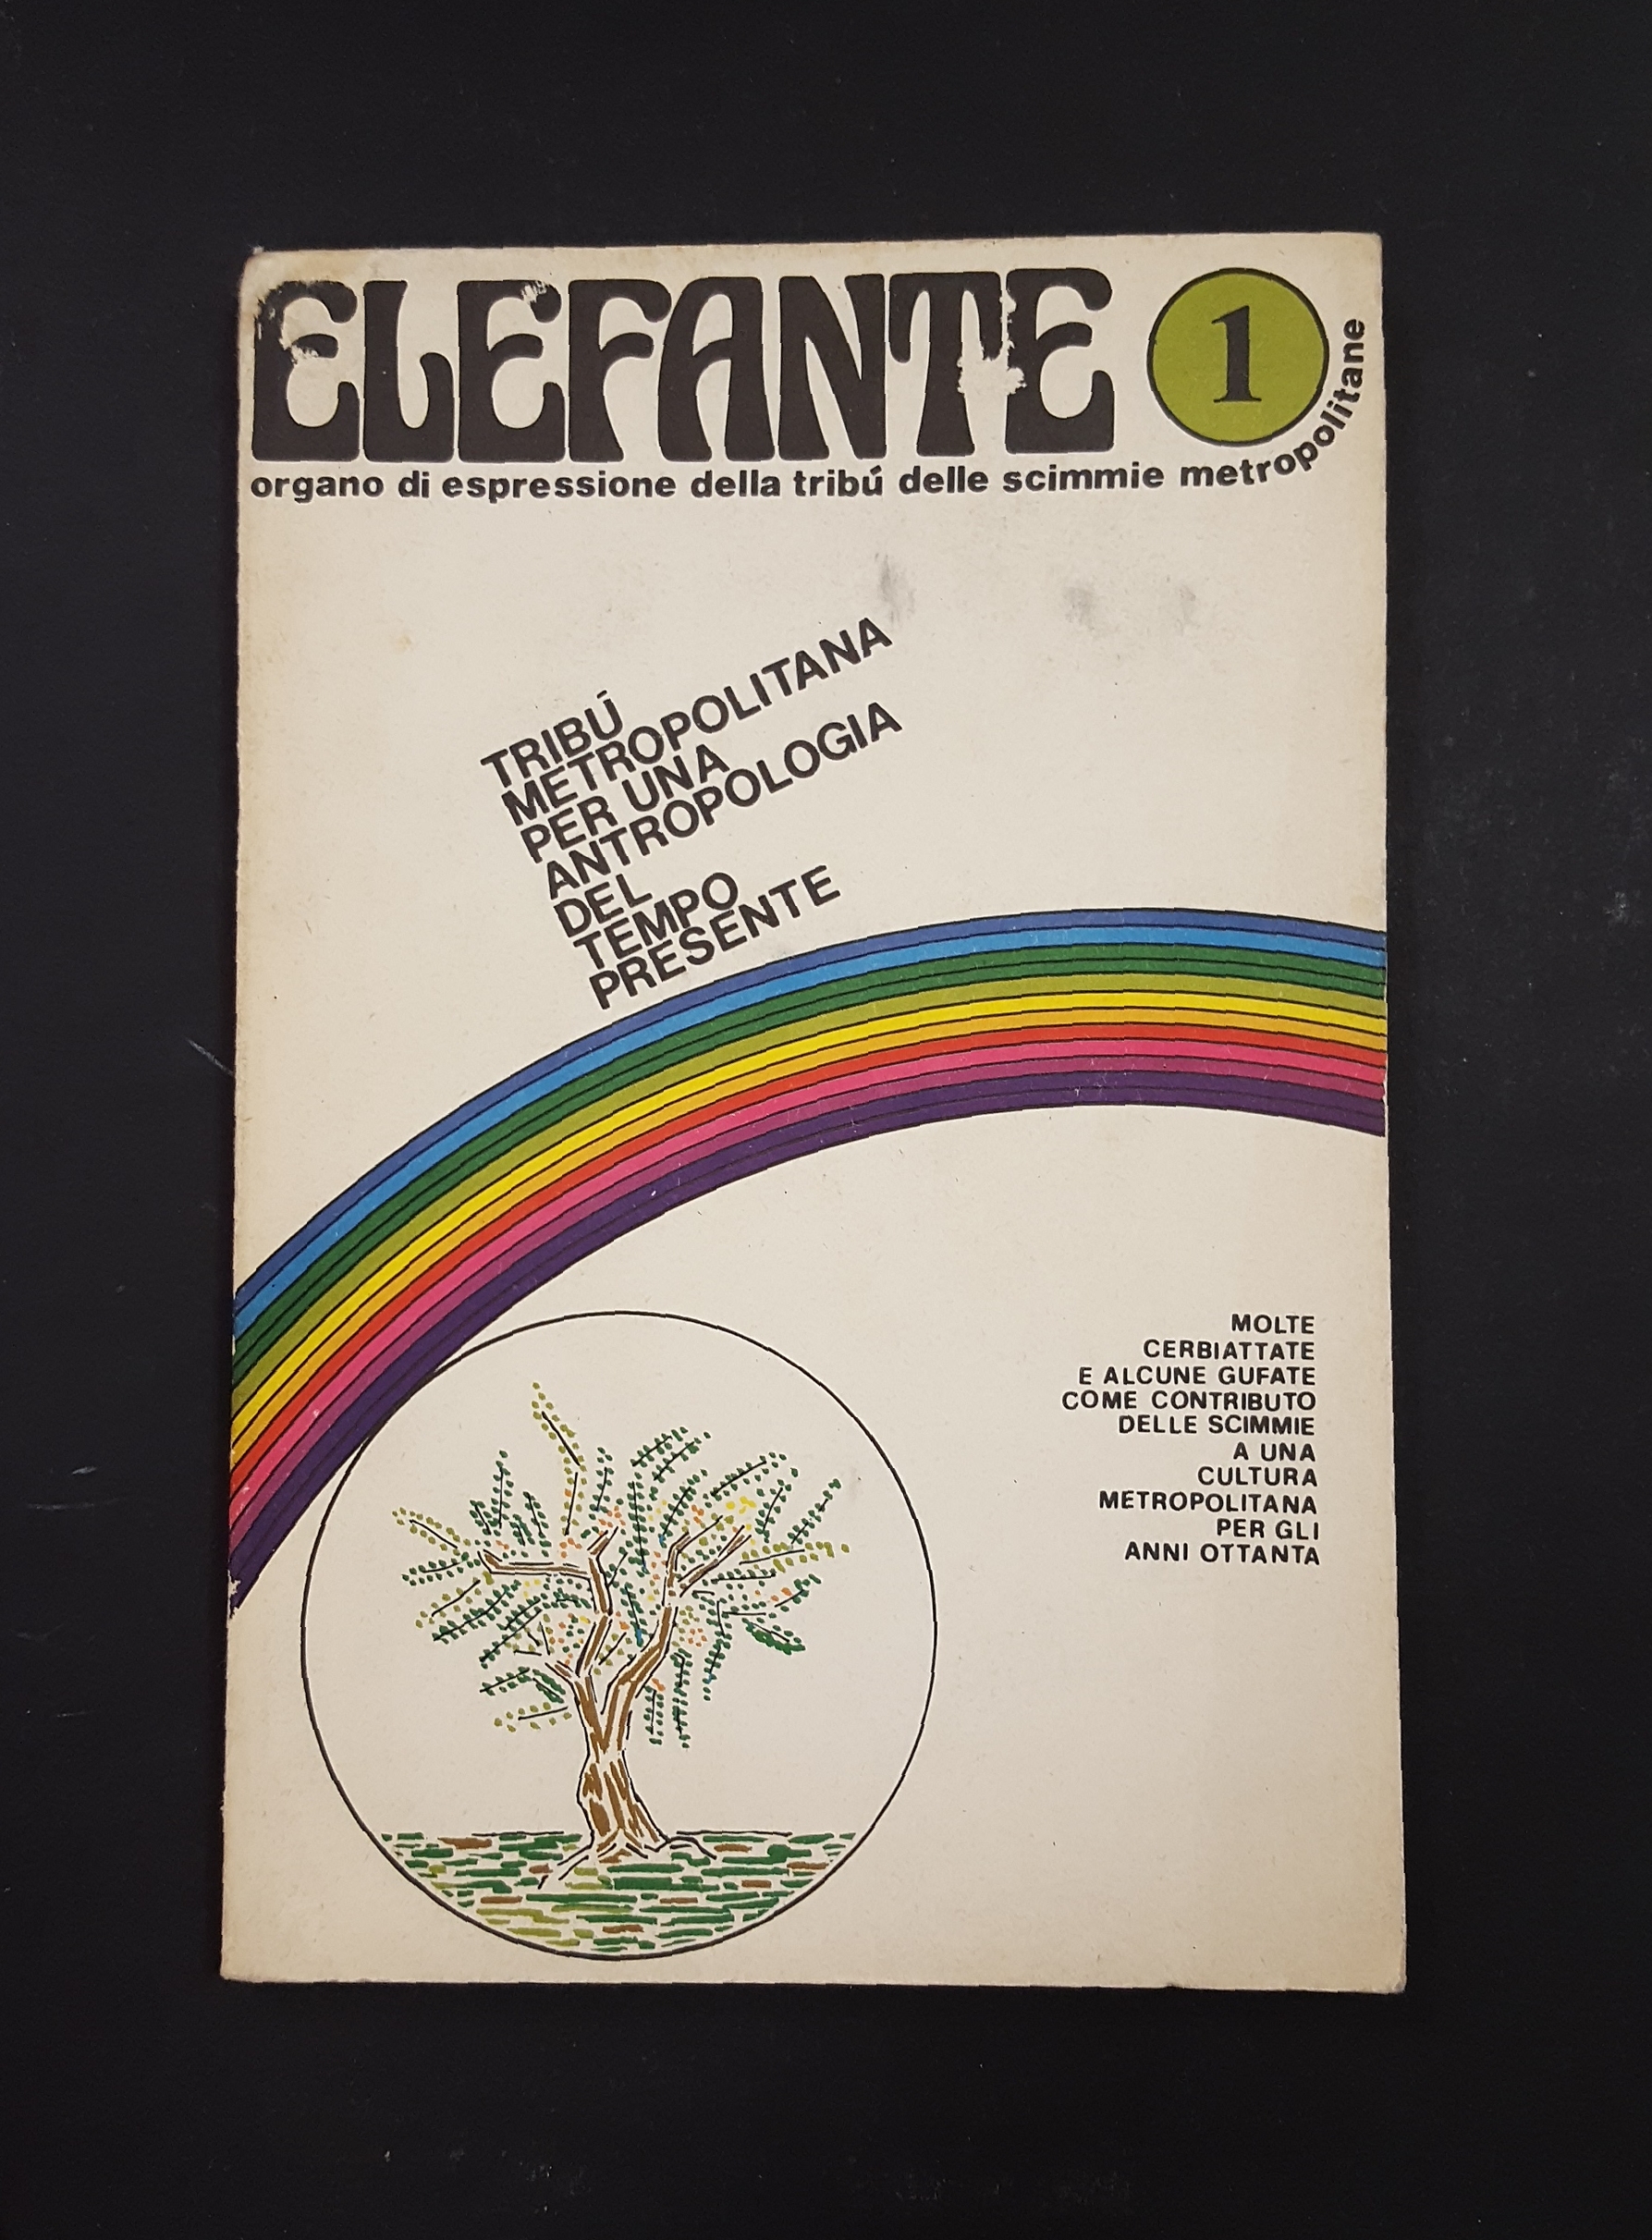 ELEFANTE 1
organo di espressione della tribú delle scimmie metropolitane
TRIBÚ
METROPOLITANA
PER UNA
ANTROPOLOGIA
DEL
TEMPO
PRESENTE
MOLTE
CERBIATTATE
E ALCUNE GUFATE
COME CONTRIBUTO
DELLE SCIMMIE
A UNA
CULTURA
METROPOLITANA
PER GLI
ANNI OTTANTA